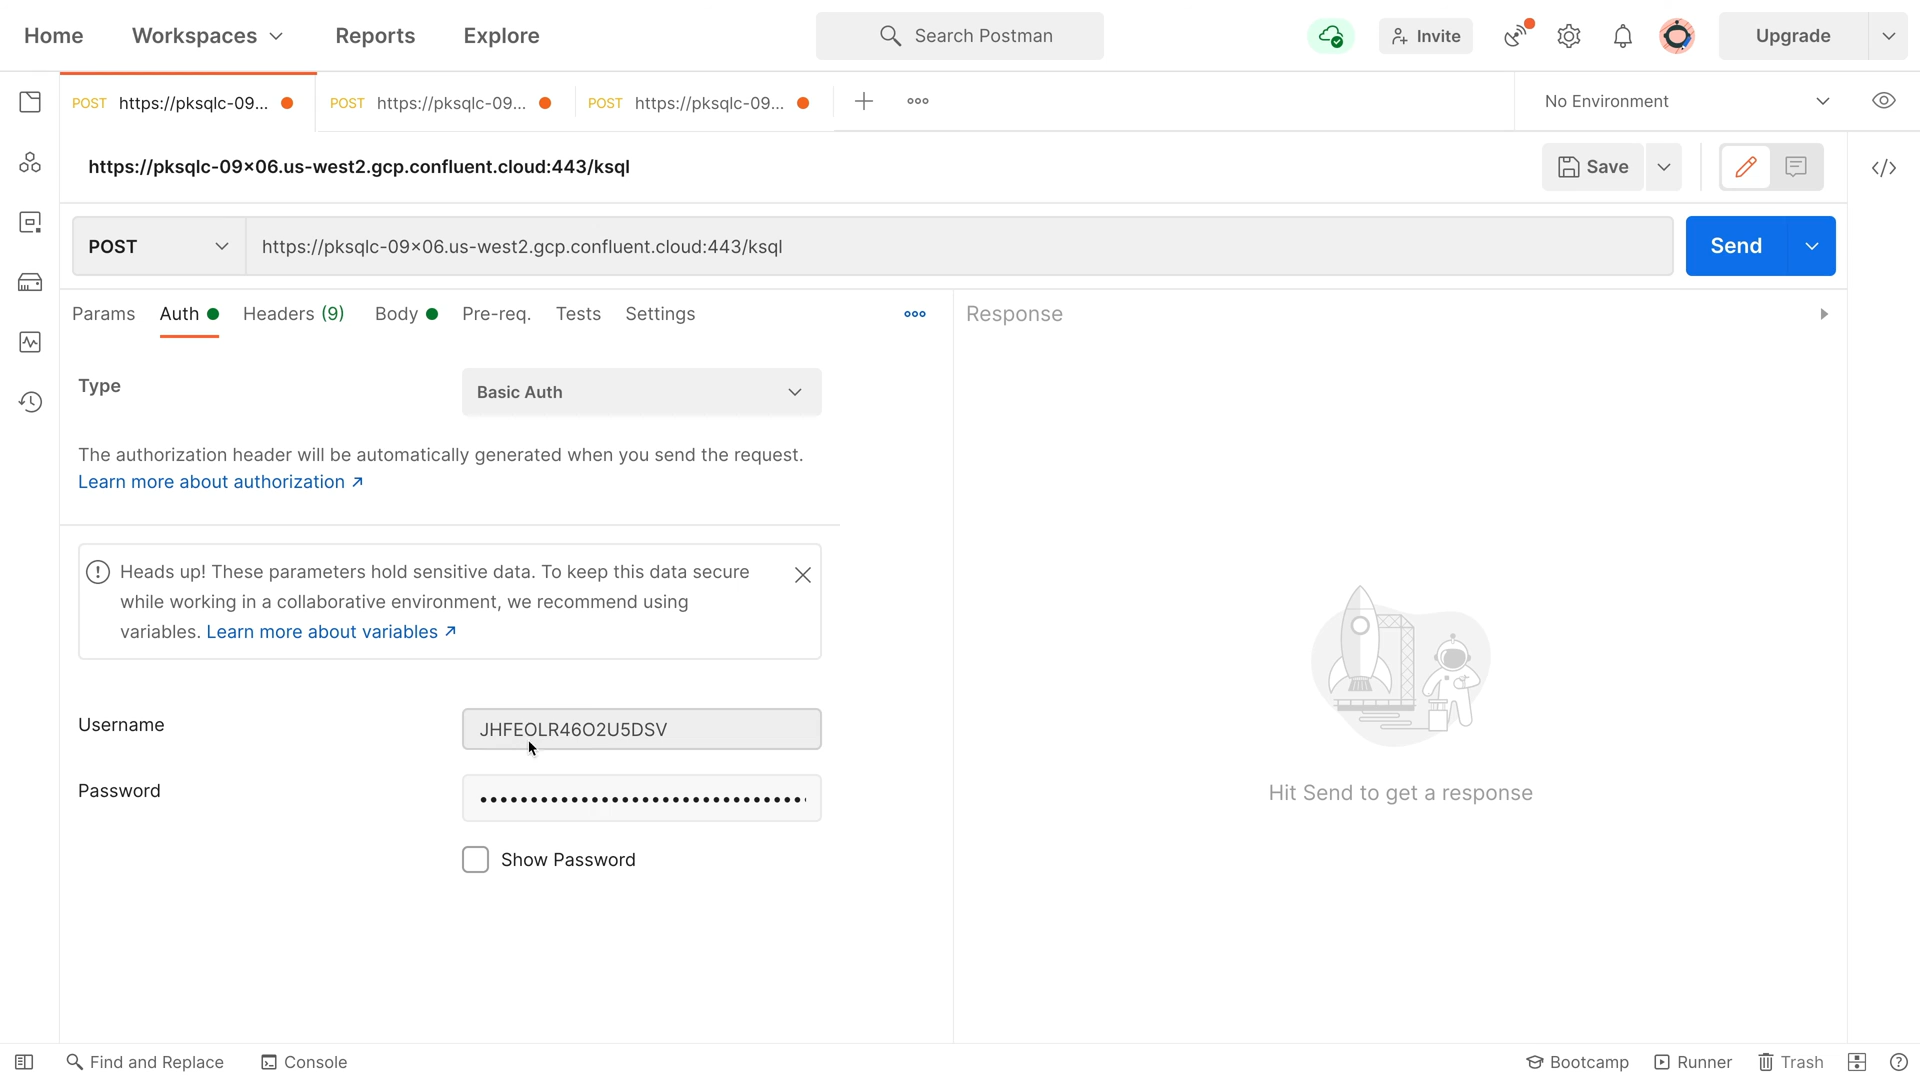 Home
Workspaces
Reports
Explore
Search Postman
Invite
Upgrade
POST https://pksqlc-09...
POST https://pksqlc-09...
POST https://pksqlc-09...
No Environment
https://pksqlc-09×06.us-west2.gcp.confluent.cloud:443/ksql
Save
POST
https://pksqlc-09×06.us-west2.gcp.confluent.cloud:443/ksql
Send
Params
Auth
Headers (9)
Body
Pre-req.
Tests
Settings
Response
Type
Basic Auth
The authorization header will be automatically generated when you send the request.
Learn more about authorization ↗
Heads up! These parameters hold sensitive data. To keep this data secure
while working in a collaborative environment, we recommend using
variables. Learn more about variables ↗
Username
JHFEOLR46O2U5DSV
Password
Show Password
Hit Send to get a response
Find and Replace
Console
Bootcamp
Runner
Trash